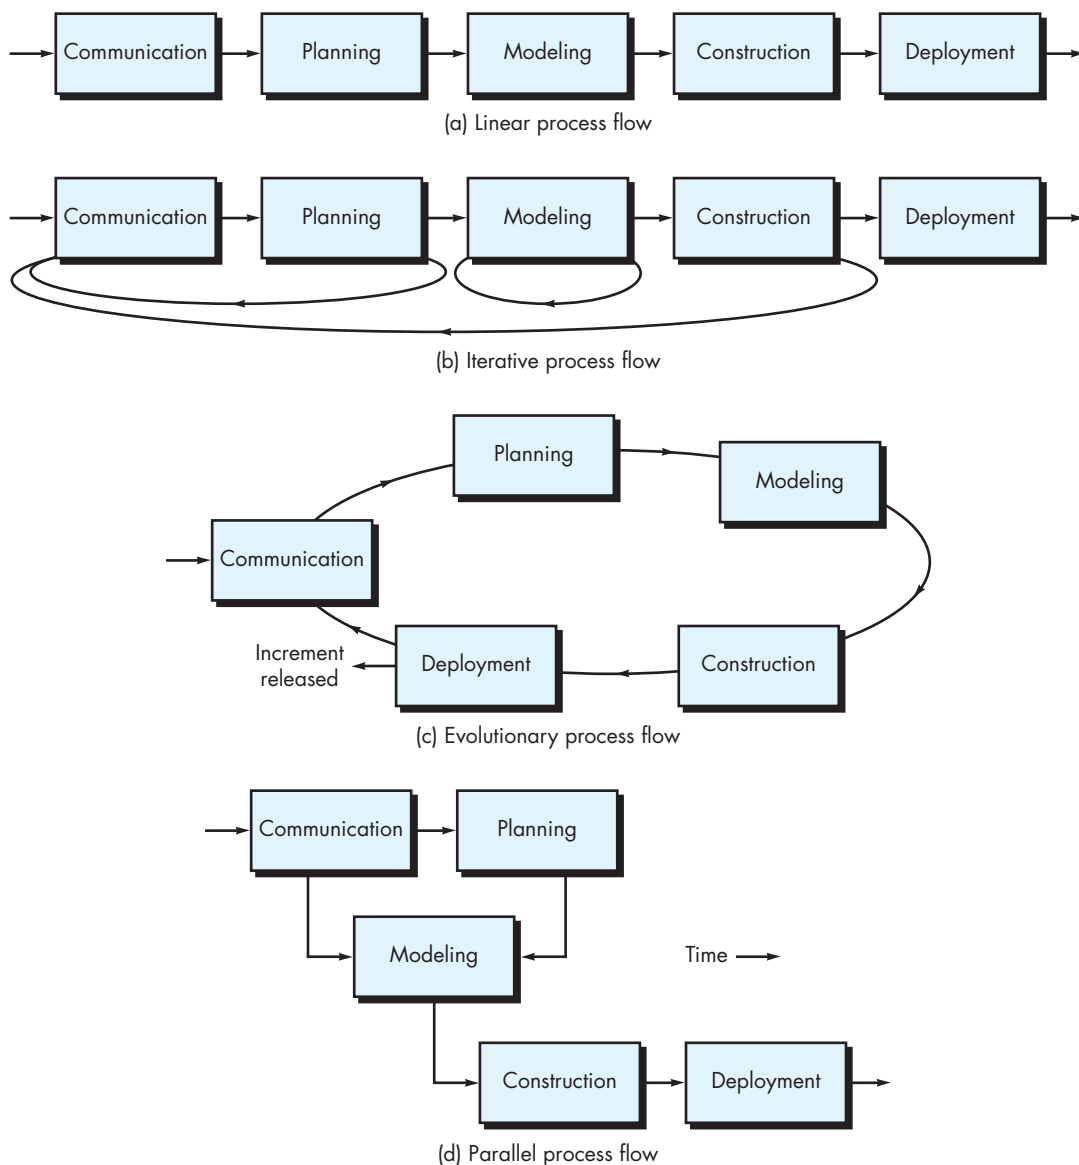 Communication Planning Modeling Construction Deployment
(a) Linear process flow
Communication Planning Modeling Construction Deployment
(b) Iterative process flow
Planning
Modeling
Communication
Increment
released
Deployment
Construction
(c) Evolutionary process flow
Communication Planning
Modeling
Time
Construction Deployment
(d) Parallel process flow